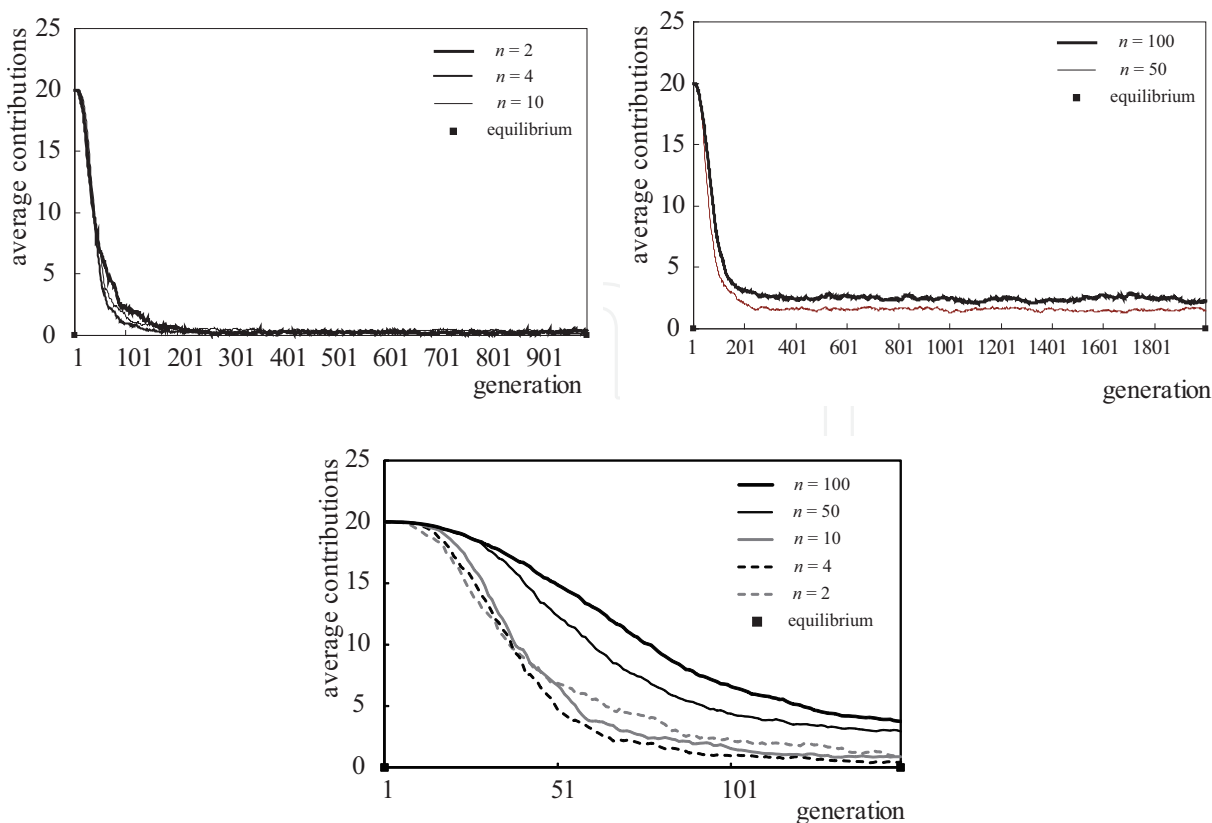 25
20
15
10
5
0
average contributions
n = 2
n = 4
n = 10
equilibrium
1 101 201 301 401 501 601 701 801 901
generation
25
20
15
10
5
0
average contributions
n = 100
n = 50
equilibrium
1 201 401 601 801 1001 1201 1401 1601 1801
generation
25
20
15
10
5
0
average contributions
n = 100
n = 50
n = 10
n = 4
n = 2
equilibrium
1 51 101
generation